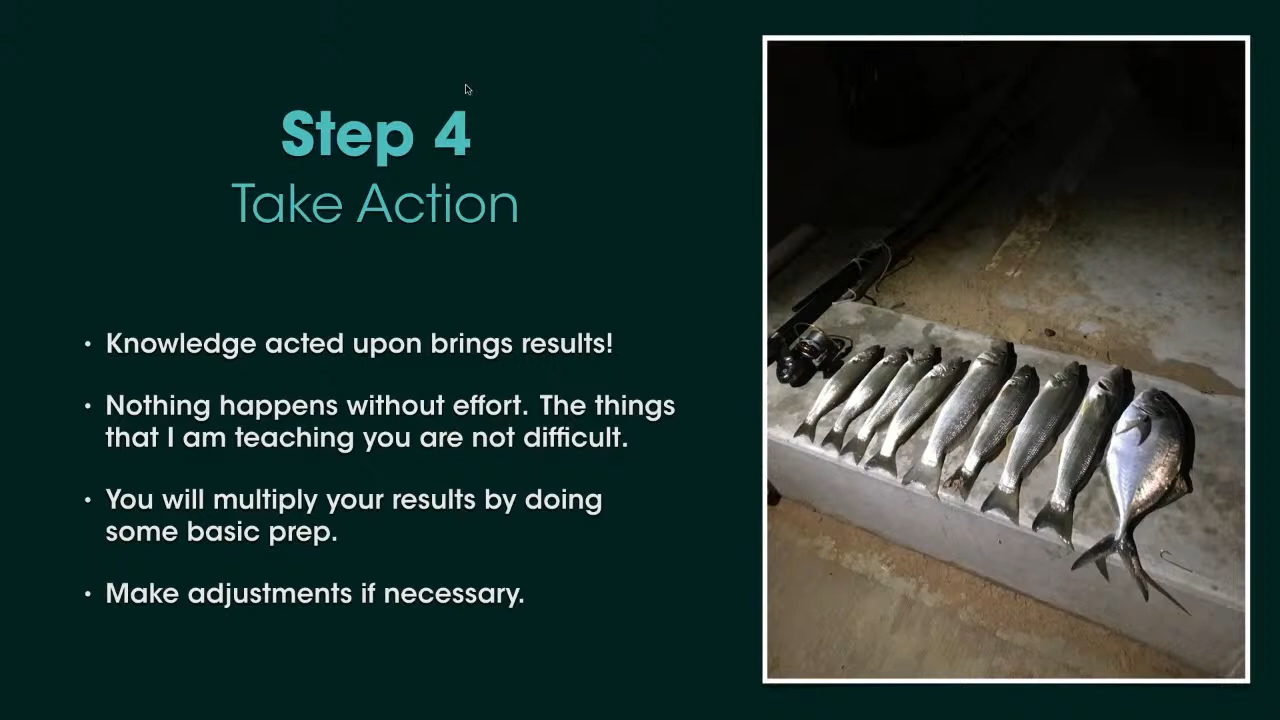 Step 4
Take Action
• Knowledge acted upon brings results!
• Nothing happens without effort. The things
that I am teaching you are not difficult.
• You will multiply your results by doing
some basic prep.
• Make adjustments if necessary.